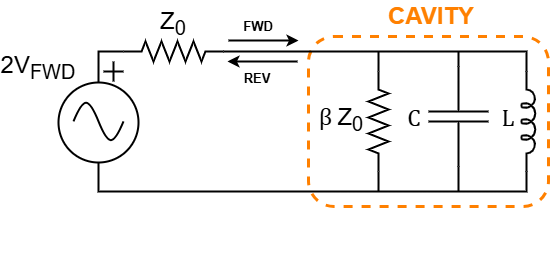 CAVITY
Z0
FWD
2VFWD
+
REV
β Z0
C
L